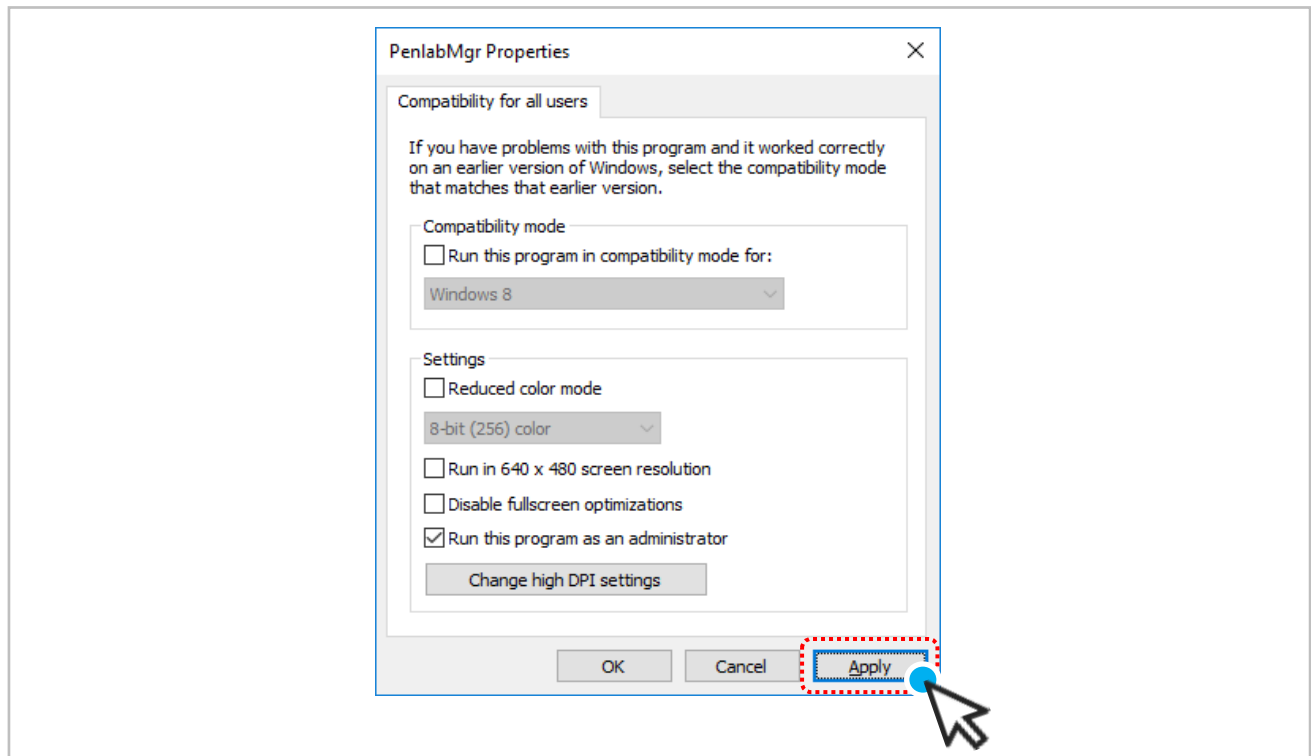 PenlabMgr Properties
Compatibility for all users
If you have problems with this program and it worked correctly
on an earlier version of Windows, select the compatibility mode
that matches that earlier version.
Compatibility mode
Run this program in compatibility mode for:
Windows 8
Settings
Reduced color mode
8-bit (256) color
Run in 640 x 480 screen resolution
Disable fullscreen optimizations
Run this program as an administrator
Change high DPI settings
OK
Cancel
Apply